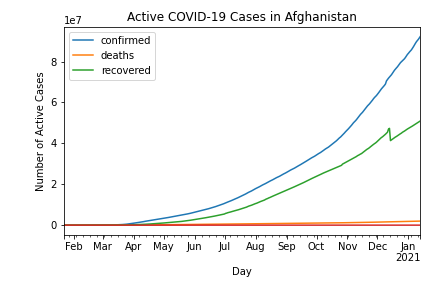 Active COVID-19 Cases in Afghanistan
1e7
confirmed
deaths
recovered
8
6
4
2
0
Number of Active Cases
Feb Mar Apr May Jun Jul Aug Sep Oct Nov Dec Jan
2021
Day